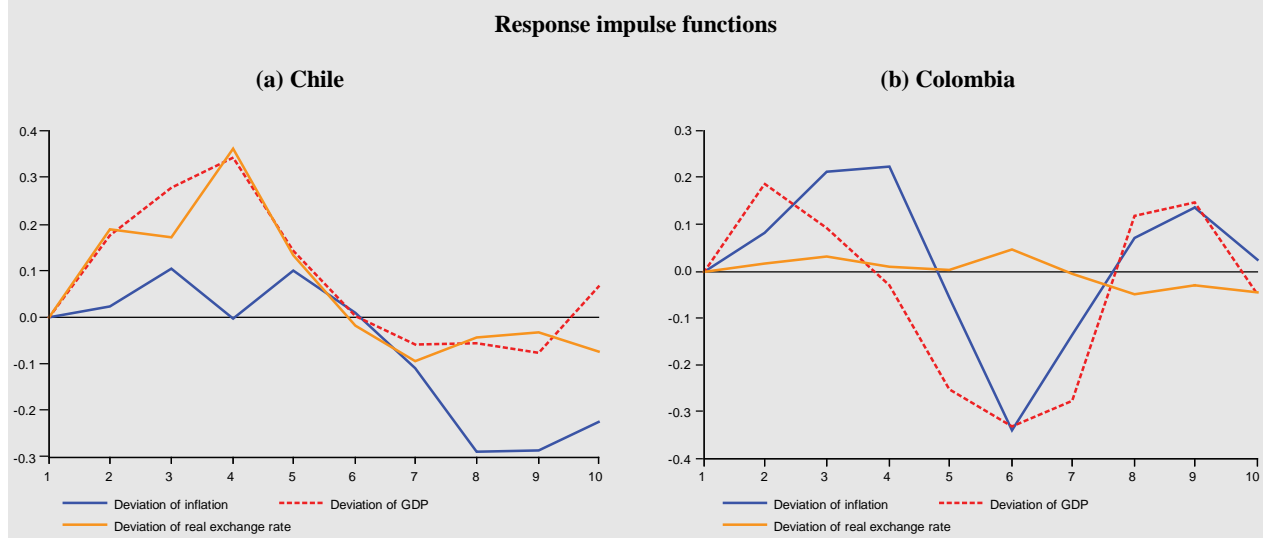 Response impulse functions
(a) Chile
(b) Colombia
0.4
0.3
0.2
0.1
0.0
-0.1
-0.2
-0.3
1 2 3 4 5 6 7 8 9 10
Deviation of inflation
Deviation of GDP
Deviation of real exchange rate
0.3
0.2
0.1
0.0
-0.1
-0.2
-0.3
-0.4
1 2 3 4 5 6 7 8 9 10
Deviation of inflation
Deviation of GDP
Deviation of real exchange rate